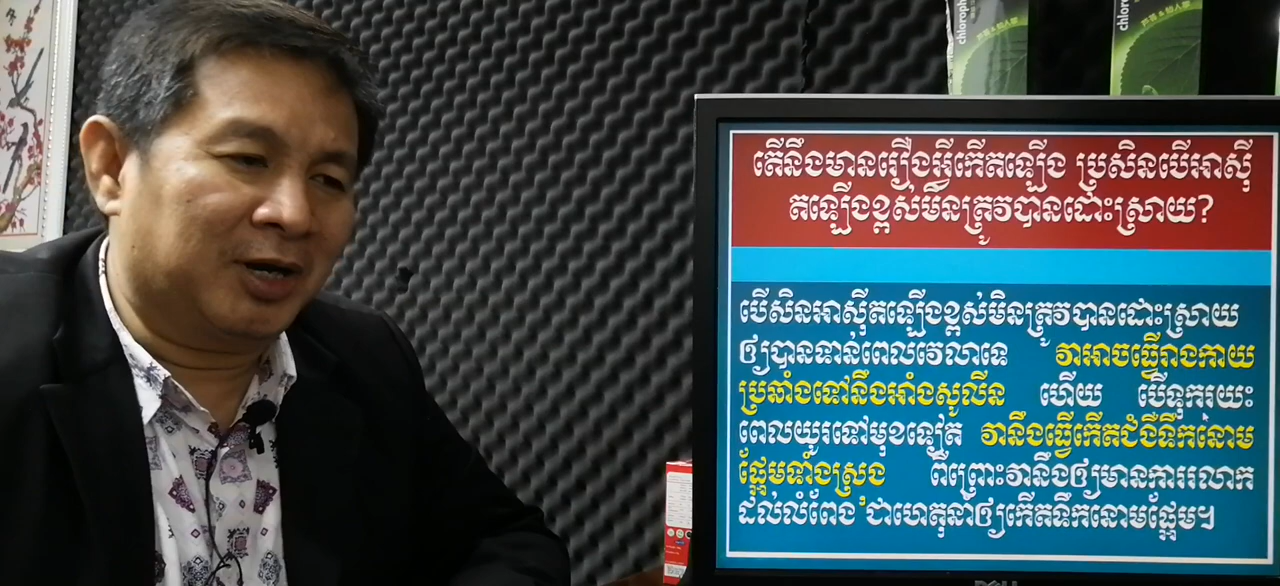 chloroph
chlorop
តើនឹងមានរឿងអ្វីកើតឡើង ប្រសិនបើអាស៊ី
តឡើងខ្ពស់មិនត្រូវបានដោះស្រាយ?
បើសិនអាស៊ីតឡើងខ្ពស់មិនត្រូវបានដោះស្រាយ
ឲ្យបានទាន់ពេលវេលាទេ វាអាចធ្វើរាងកាយ
ប្រឆាំងទៅនឹងអាំងសូលីន ហើយ បើទុករយះ
ពេលយូរទៅមុខទៀត វានឹងធ្វើកើតជំងឺទឹកនោម
ផ្អែមទាំងស្រុង ពីព្រោះវានឹងឲ្យមានការរលាក
ដល់លំពែង ជាហេតុនាំឲ្យកើតទឹកនោមផ្អែម។